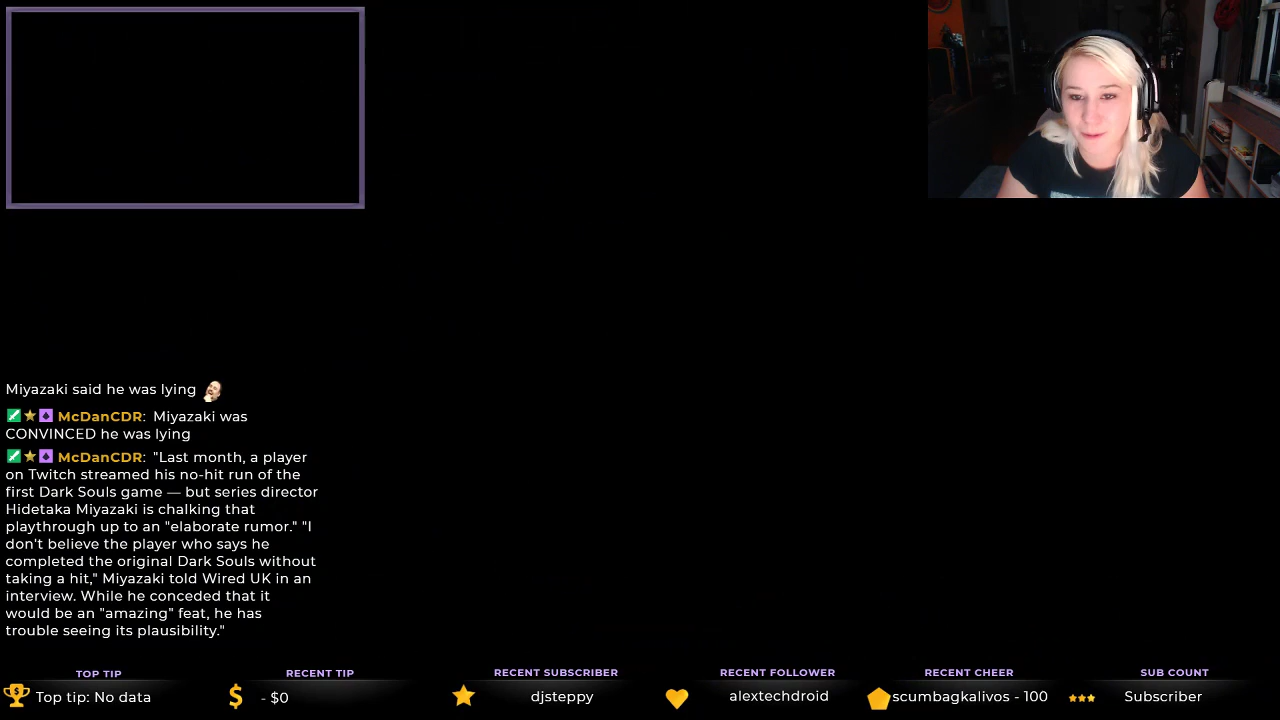 Miyazaki said he was lying
McDanCDR: Miyazaki was
CONVINCED he was lying
McDanCDR: "Last month, a player
on Twitch streamed his no-hit run of the
first Dark Souls game — but series director
Hidetaka Miyazaki is chalking that
playthrough up to an "elaborate rumor." "I
don't believe the player who says he
completed the original Dark Souls without
taking a hit," Miyazaki told Wired UK in an
interview. While he conceded that it
would be an "amazing" feat, he has
trouble seeing its plausibility."
TOP TIP
Top tip: No data
RECENT TIP
- $0
RECENT SUBSCRIBER
djsteppy
RECENT FOLLOWER
alextechdroid
RECENT CHEER
scumbagkalivos - 100
SUB COUNT
Subscriber